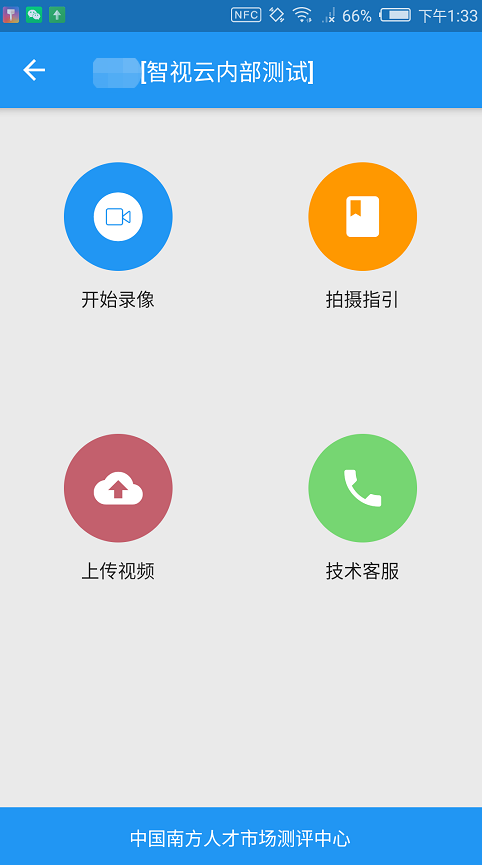 NFC 66% 下午1:33
[智视云内部测试]
开始录像
拍摄指引
上传视频
技术客服
中国南方人才市场测评中心